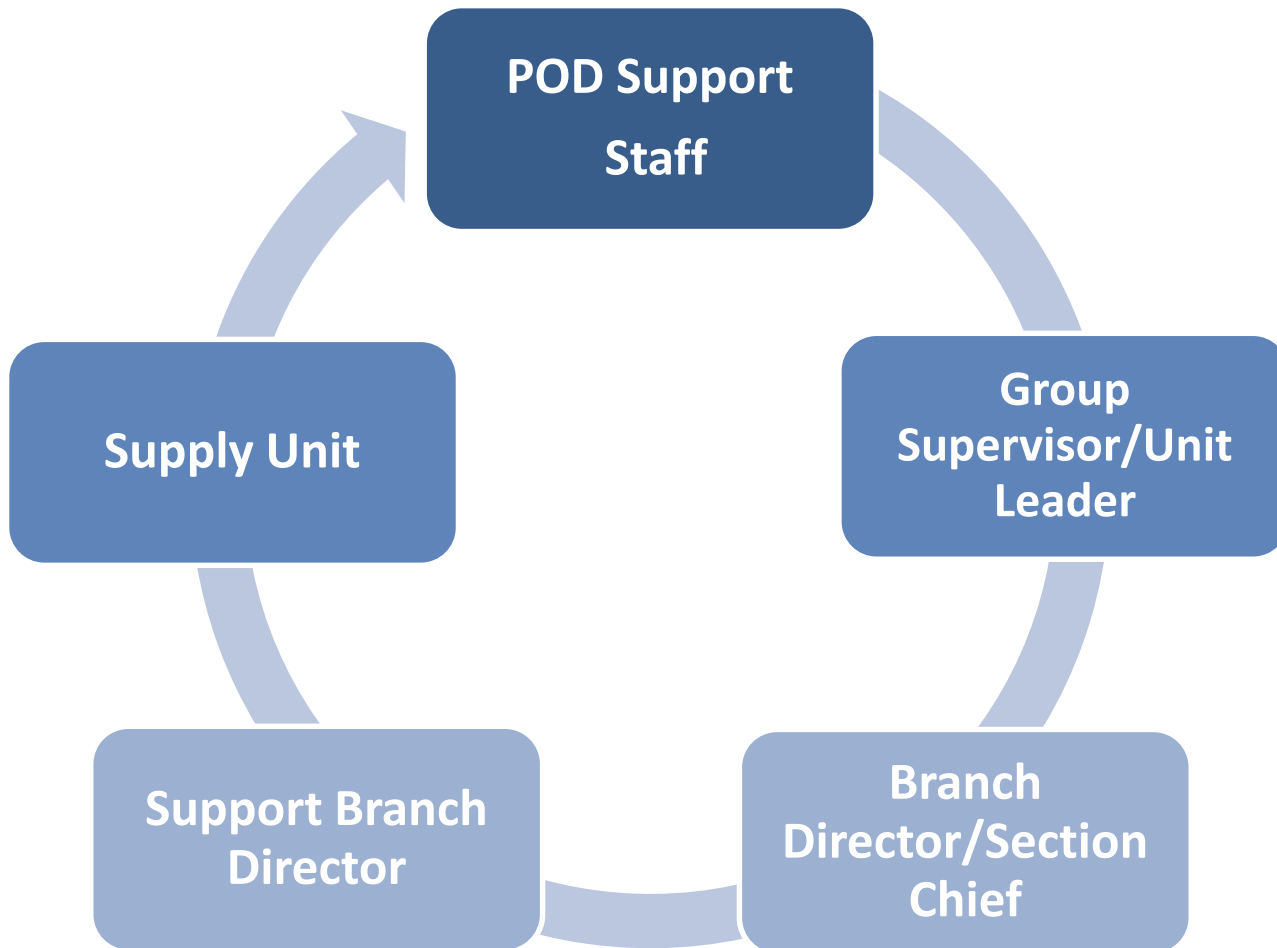 POD Support
Staff
Group
Supervisor/Unit
Leader
Branch
Director/Section
Chief
Support Branch
Director
Supply Unit